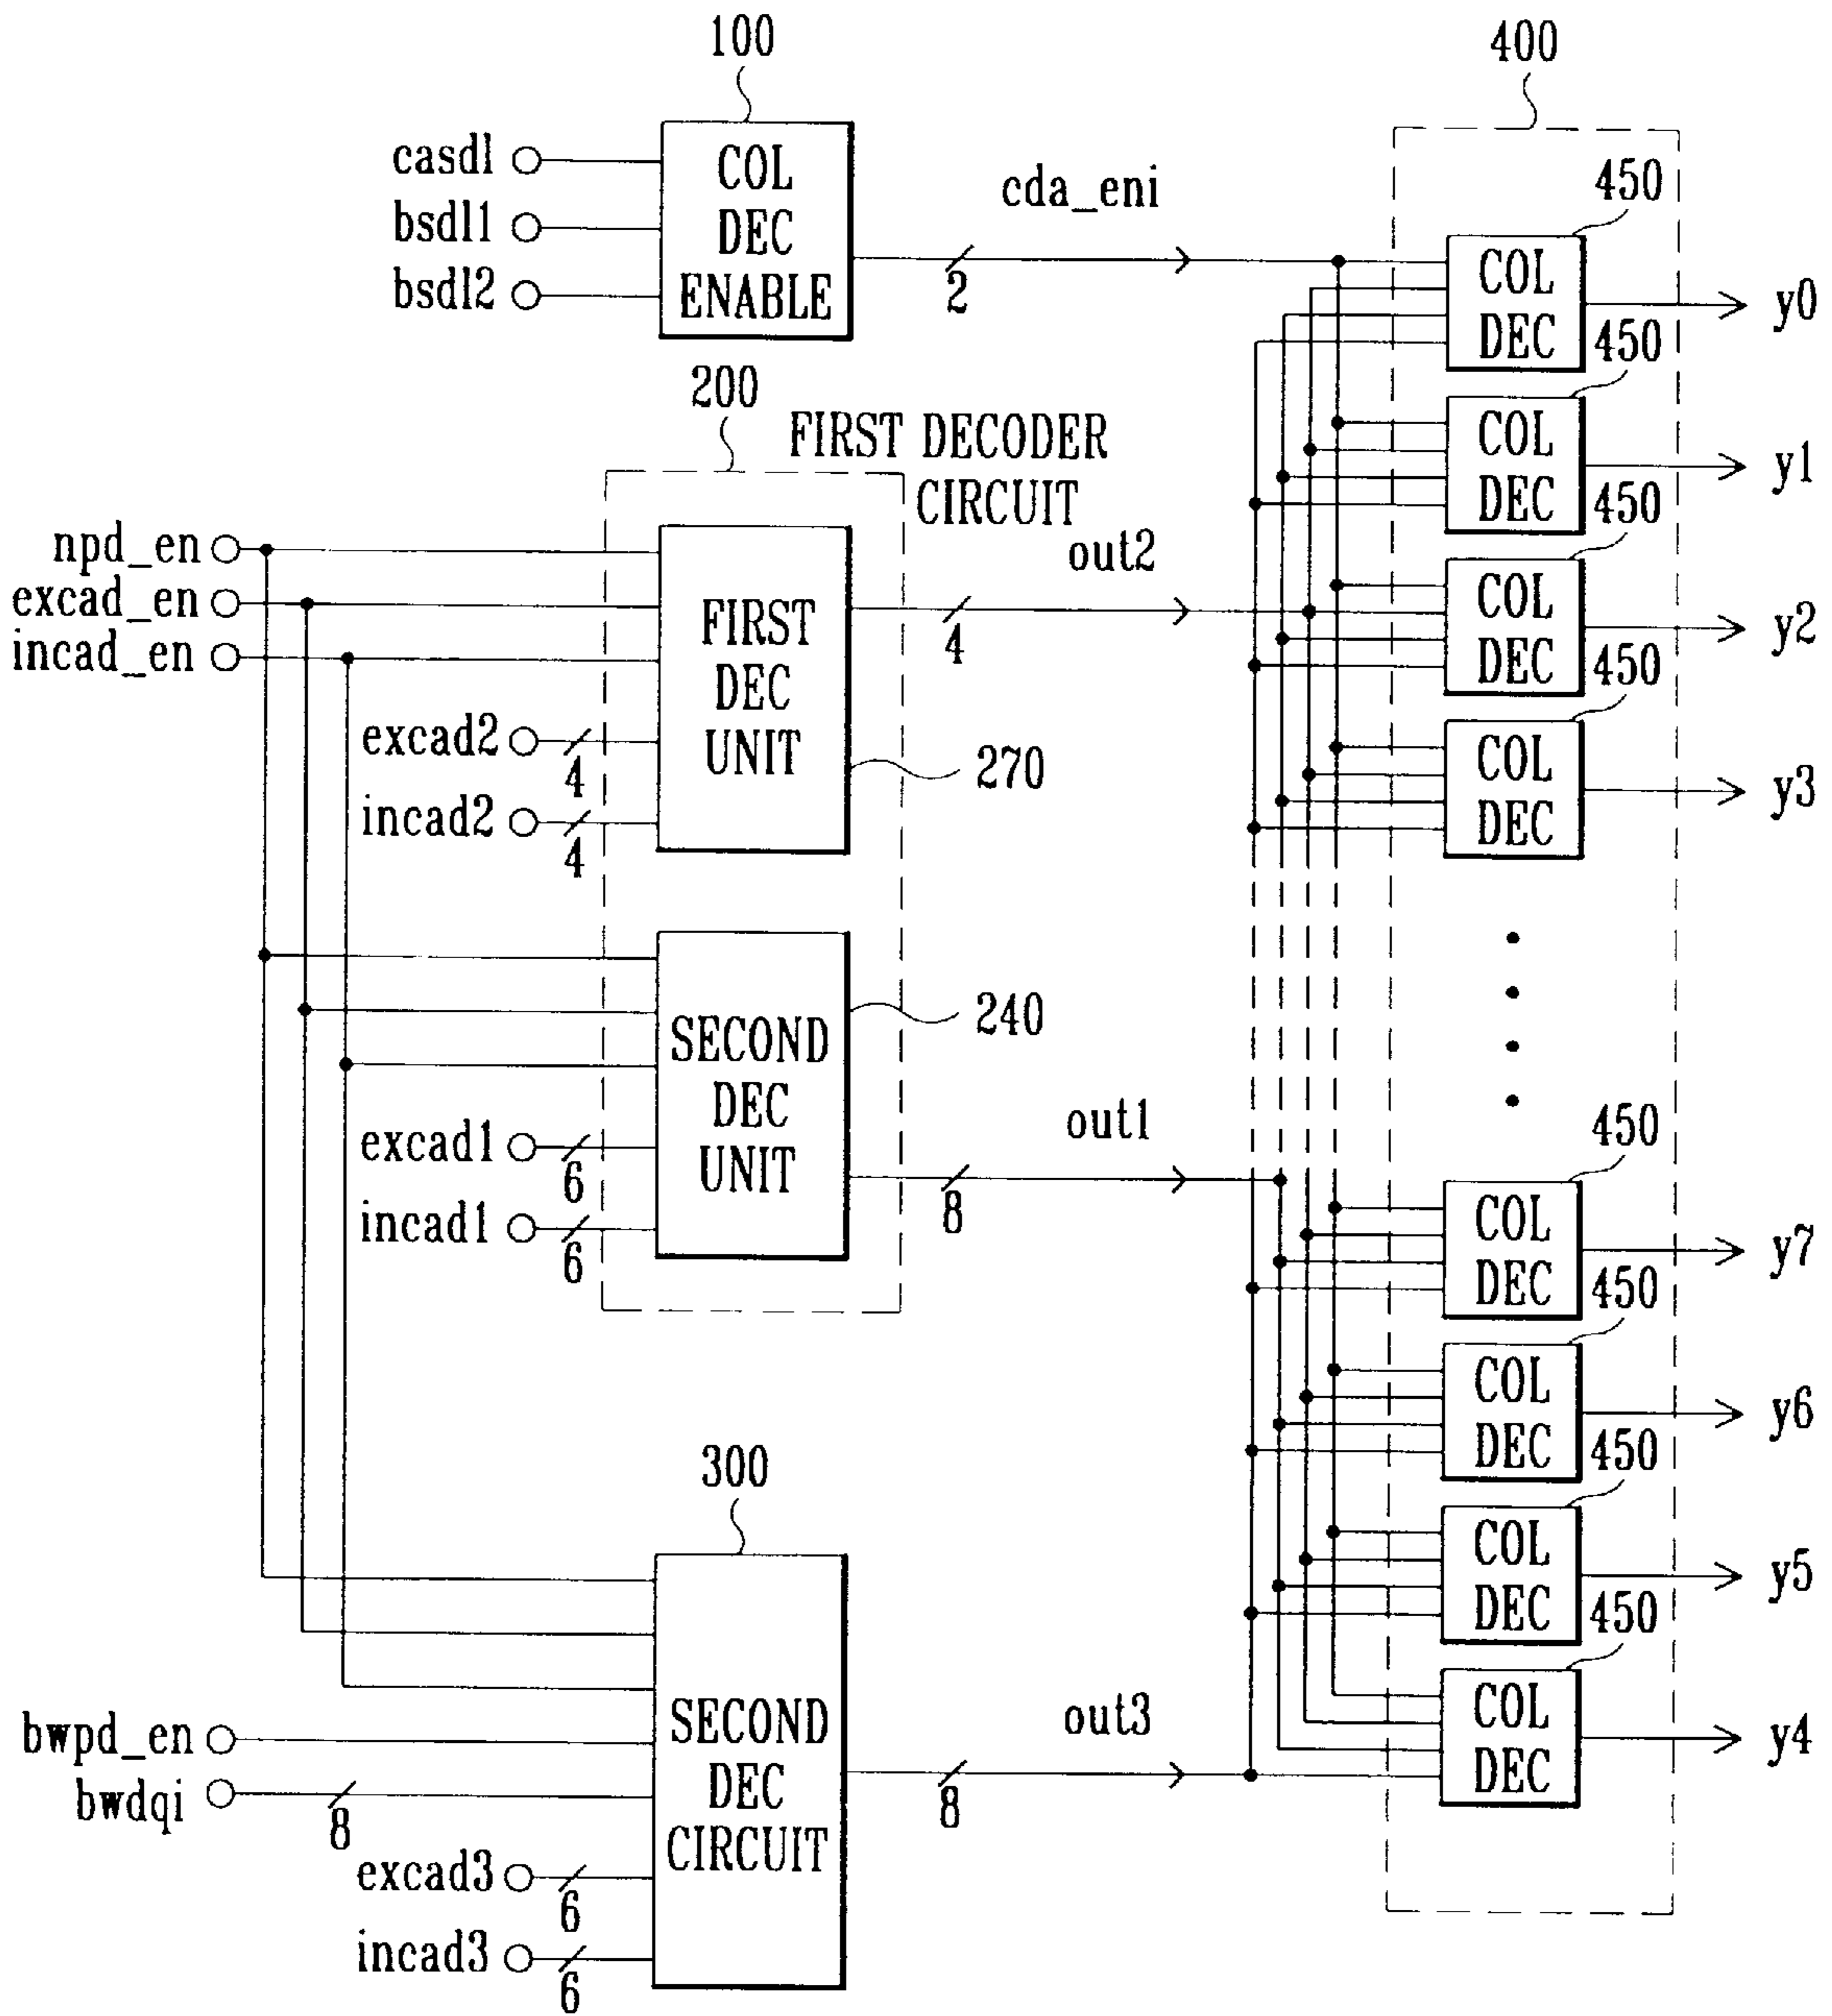 100
400
casdl
bsdl1
bsdl2
COL
DEC
ENABLE
cda_eni
2
450
COL
DEC
y0
450
COL
DEC
y1
200
FIRST DECODER
CIRCUIT
npd_en
excad_en
incad_en
FIRST
DEC
UNIT
out2
4
excad2
4
incad2
4
270
450
COL
DEC
y2
450
COL
DEC
y3
SECOND
DEC
UNIT
240
excad1
6
incad1
6
out1
8
450
COL
DEC
y7
450
COL
DEC
y6
300
450
COL
DEC
y5
450
COL
DEC
y4
bwpd_en
bwdqi
8
SECOND
DEC
CIRCUIT
out3
8
excad3
6
incad3
6